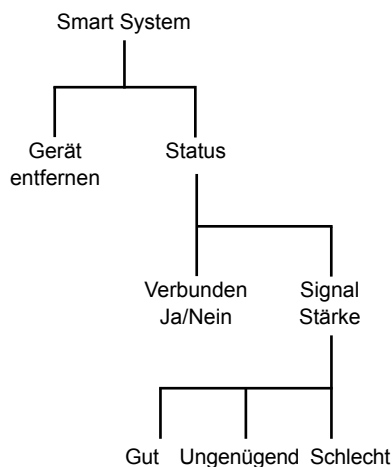 Smart System
Gerät
entfernen
Status
Verbunden
Ja/Nein
Signal
Stärke
Gut
Ungenügend
Schlecht